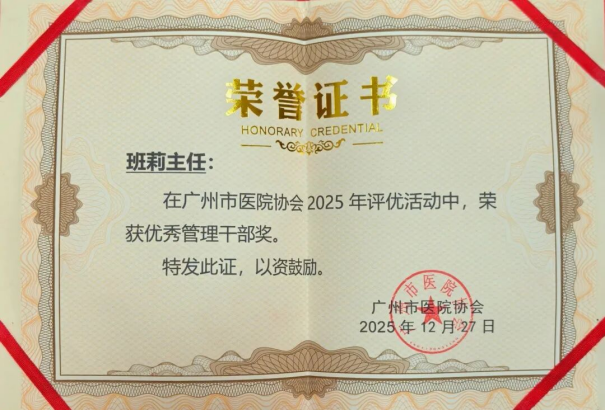 荣誉证书
HONORARY CREDENTIAL
班莉主任：
在广州市医院协会2025年评优活动中，荣
获优秀管理干部奖。
特发此证，以资鼓励。
广州市医院协会
2025年12月27日